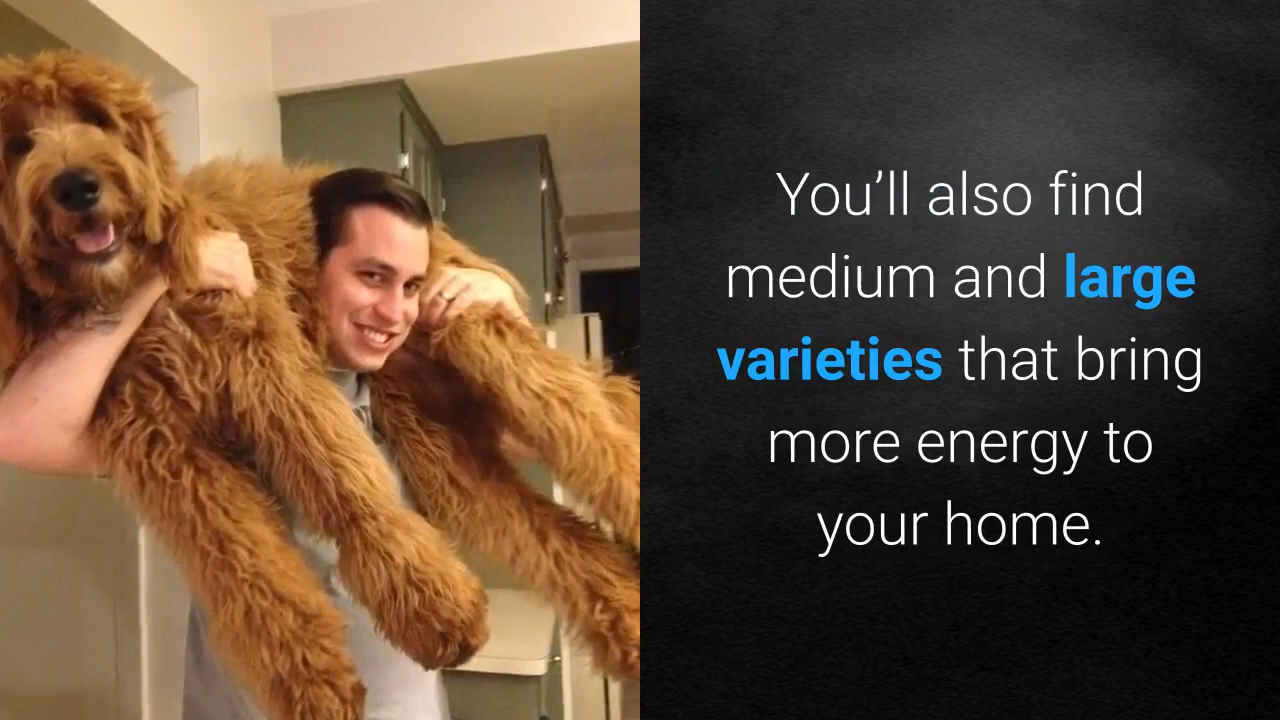 You’ll also find
medium and large
varieties that bring
more energy to
your home.